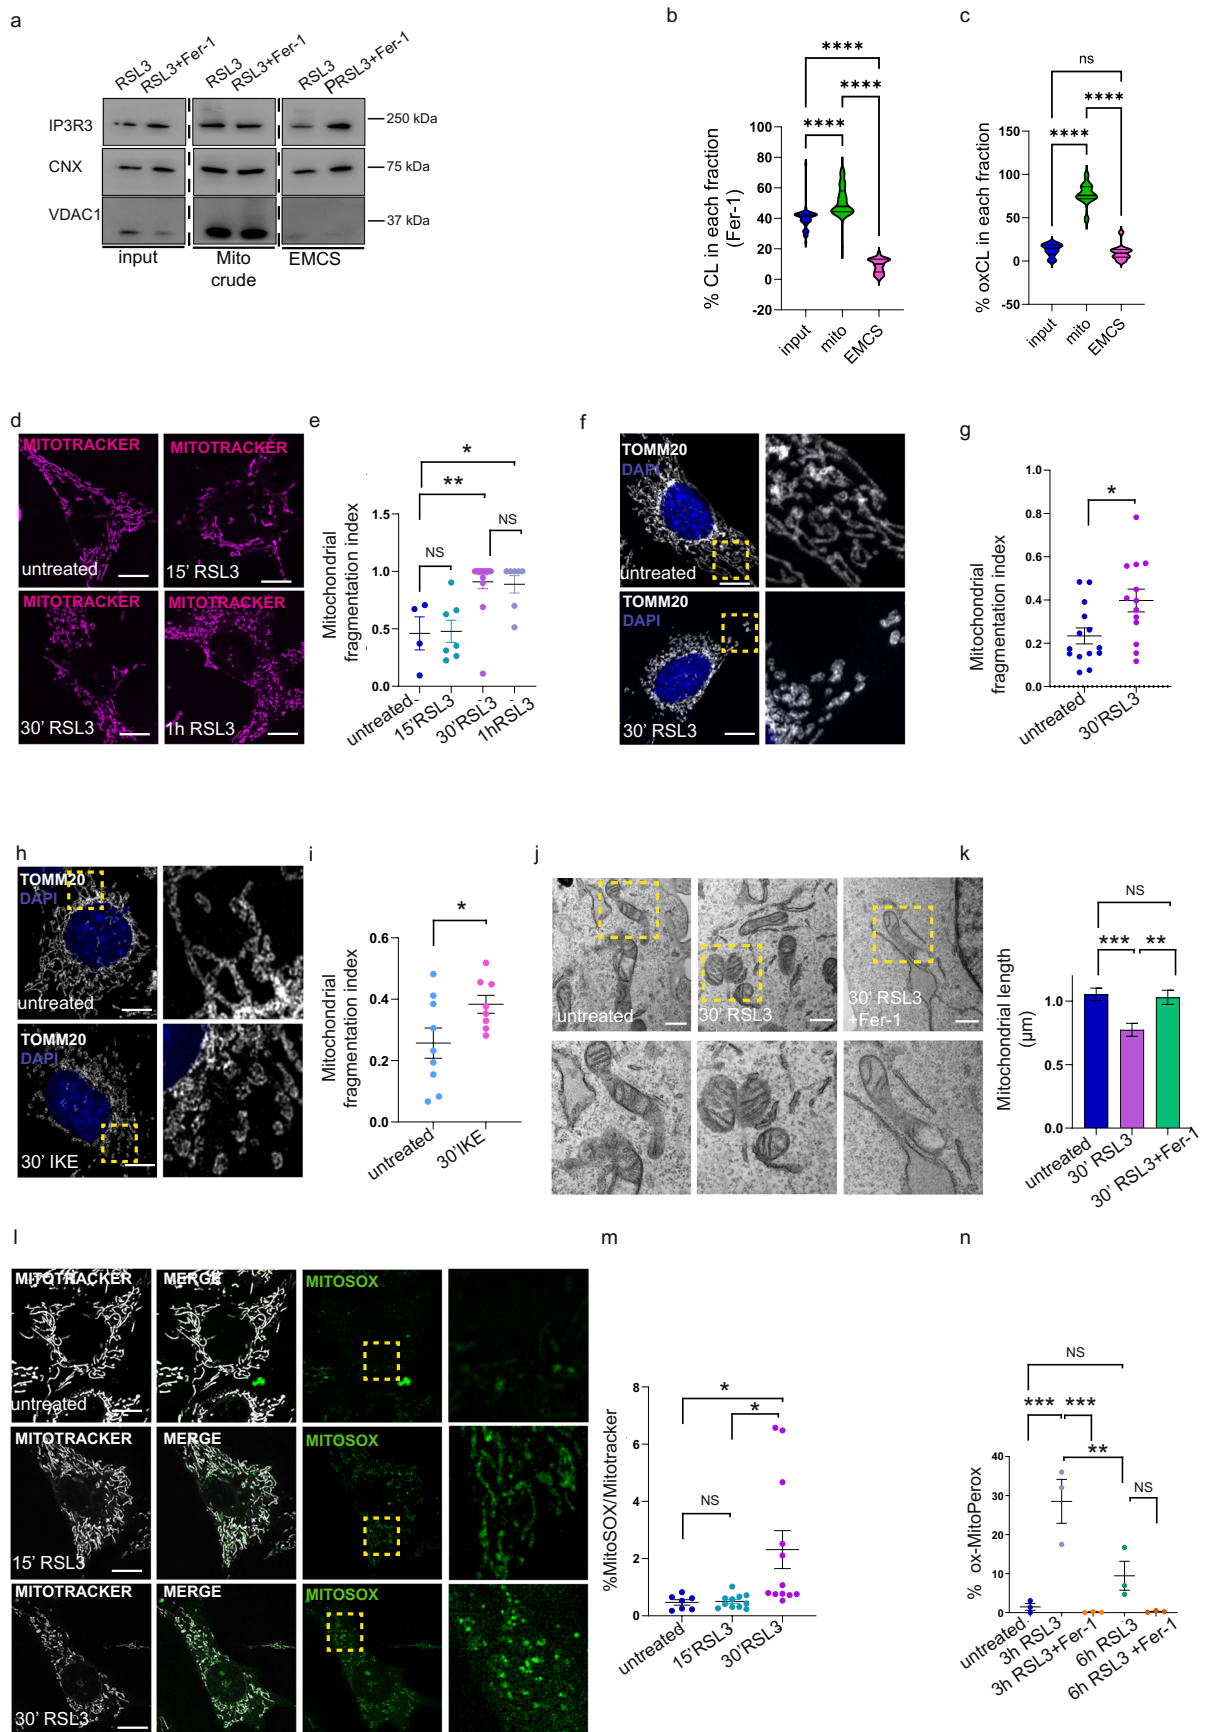 a
RSL3
RSL3+Fer-1
RSL3
RSL3+Fer-1
RSL3
PRSL3+Fer-1
IP3R3
250 kDa
CNX
75 kDa
VDAC1
37 kDa
input
Mito
crude
EMCS
b
****
****
****
% CL in each fraction
(Fer-1)
100
80
60
40
20
0
-20
input
mito
EMCS
c
ns
****
****
% oxCL in each fraction
150
100
50
0
-50
input
mito
EMCS
d
MITOTRACKER
untreated
MITOTRACKER
15' RSL3
MITOTRACKER
30' RSL3
MITOTRACKER
1h RSL3
e
*
**
NS
NS
Mitochondrial
fragmentation index
1.5
1.0
0.5
0.0
untreated
15'RSL3
30'RSL3
1hRSL3
f
TOMM20
DAPI
untreated
TOMM20
DAPI
30' RSL3
g
*
Mitochondrial
fragmentation index
1.0
0.8
0.6
0.4
0.2
0.0
untreated
30'RSL3
h
TOMM20
DAPI
untreated
TOMM20
DAPI
30' IKE
i
*
Mitochondrial
fragmentation index
0.6
0.4
0.2
0.0
untreated
30'IKE
j
untreated
30' RSL3
30' RSL3
+Fer-1
k
NS
***
**
Mitochondrial length
(µm)
1.0
0.5
0.0
untreated
30' RSL3
30' RSL3+Fer-1
l
MITOTRACKER
MERGE
MITOSOX
untreated
MITOTRACKER
MERGE
MITOSOX
15' RSL3
MITOTRACKER
MERGE
MITOSOX
30' RSL3
m
*
*
NS
%MitoSOX/Mitotracker
8
6
4
2
0
untreated
15'RSL3
30'RSL3
n
NS
***
***
**
NS
% ox-MitoPerox
40
30
20
10
0
untreated
3h RSL3
3h RSL3+Fer-1
6h RSL3
6h RSL3 +Fer-1